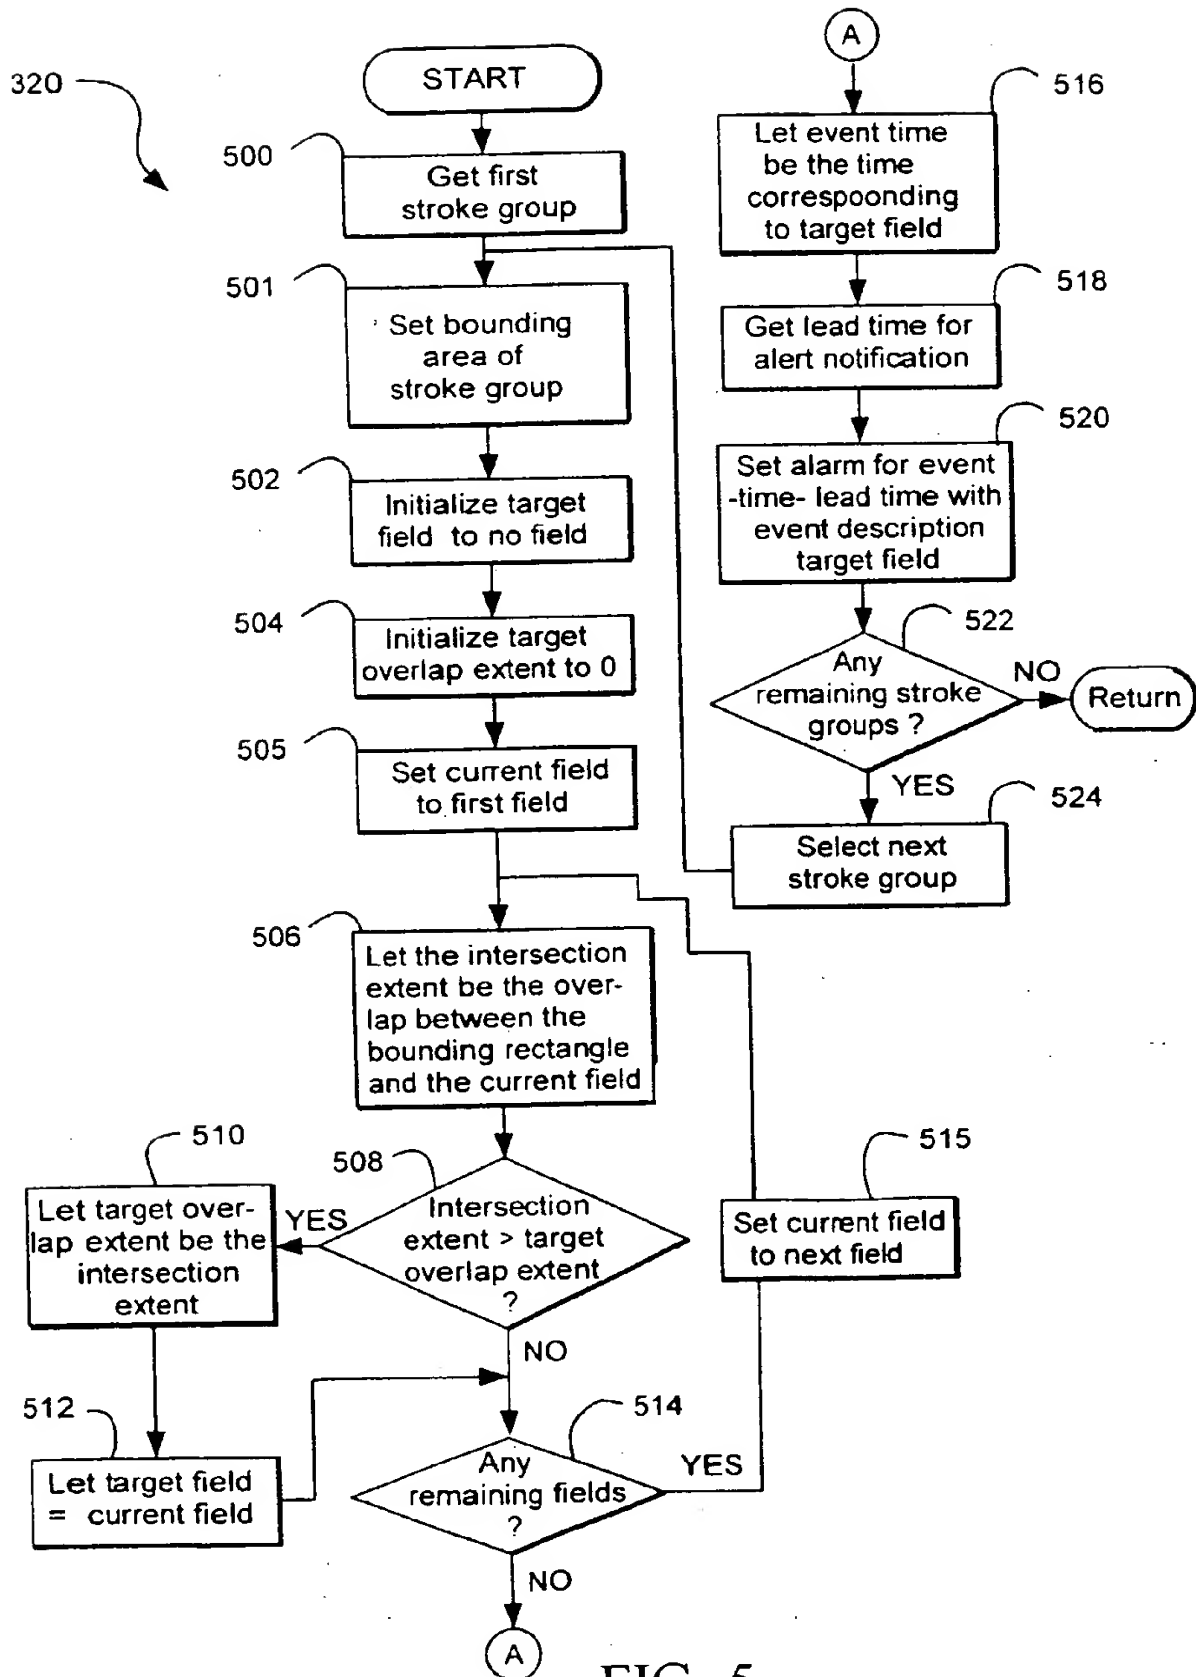 320
START
500
Get first
stroke group
501
Set bounding
area of
stroke group
502
Initialize target
field to no field
504
Initialize target
overlap extent to 0
505
Set current field
to first field
506
Let the intersection
extent be the over-
lap between the
bounding rectangle
and the current field
508
Intersection
extent > target
overlap extent
?
YES
NO
510
Let target over-
lap extent be the
intersection
extent
512
Let target field
= current field
514
Any
remaining fields
?
YES
NO
A
515
Set current field
to next field
A
516
Let event time
be the time
correspoonding
to target field
518
Get lead time for
alert notification
520
Set alarm for event
-time- lead time with
event description
target field
522
Any
remaining stroke
groups ?
NO
Return
YES
524
Select next
stroke group
FIG. 5